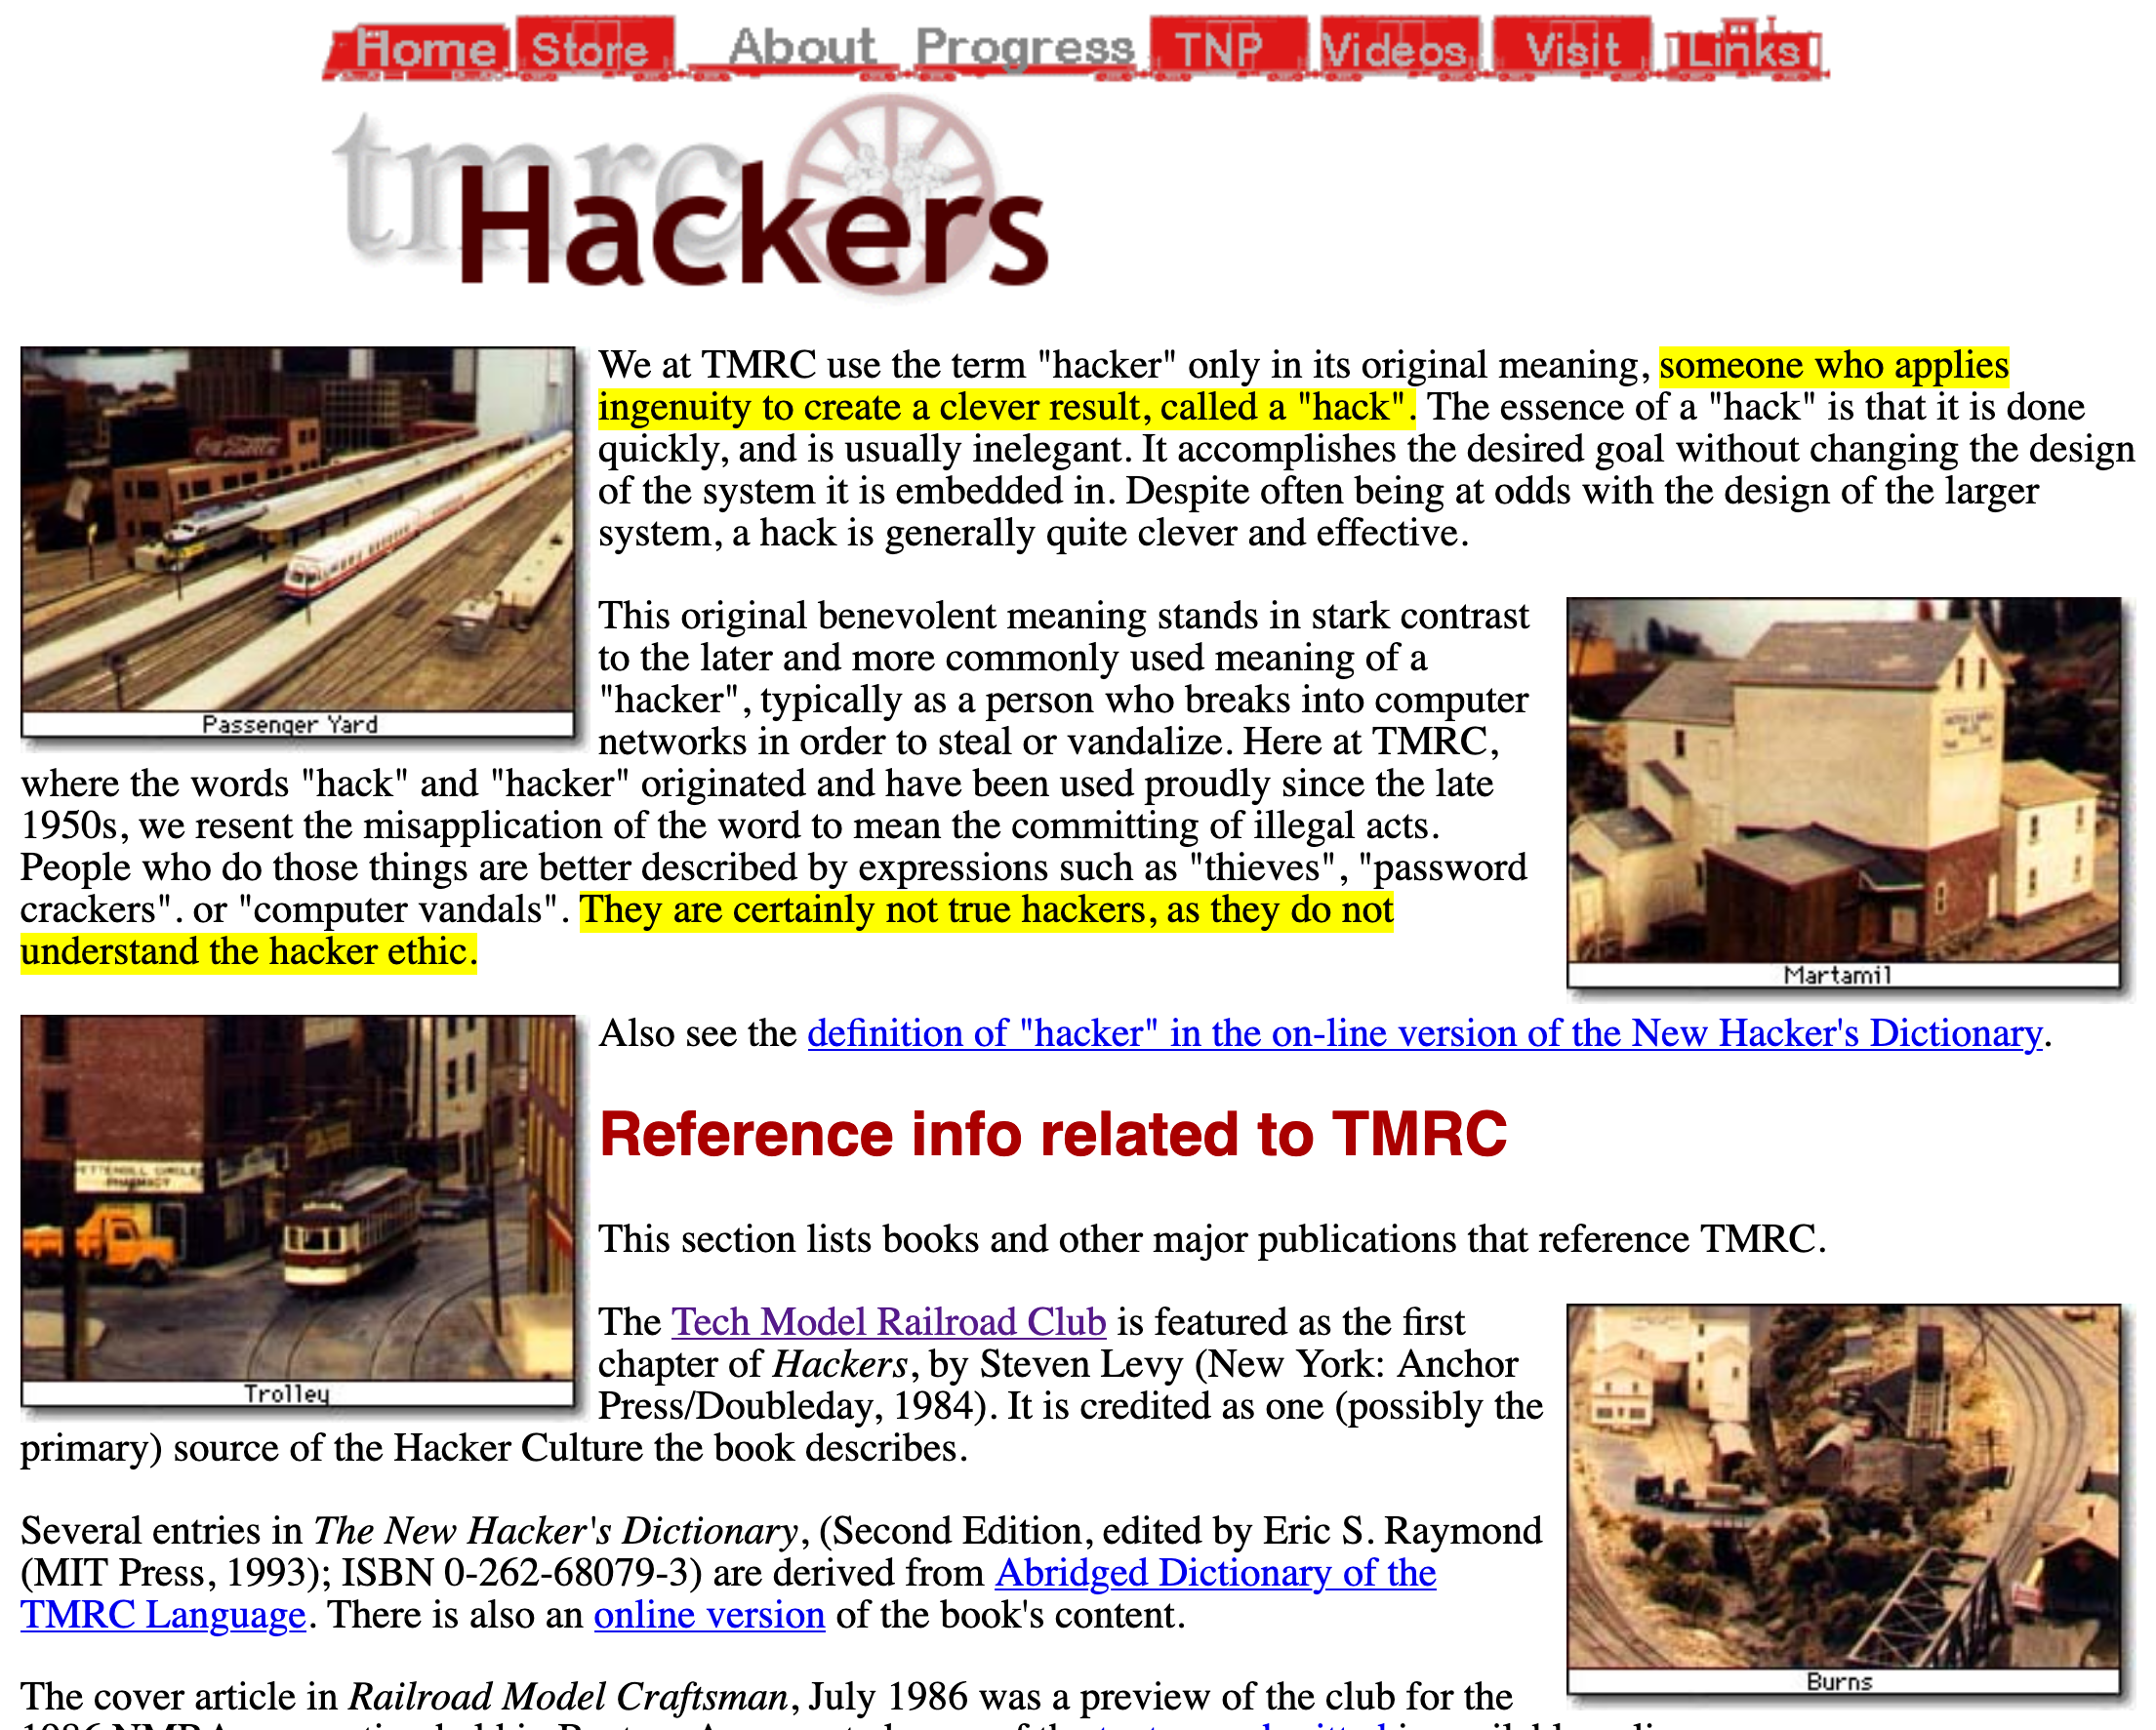 Home Store About Progress TNP Videos Visit Links
tmrc
Hackers
We at TMRC use the term "hacker" only in its original meaning, someone who applies
ingenuity to create a clever result, called a "hack". The essence of a "hack" is that it is done
quickly, and is usually inelegant. It accomplishes the desired goal without changing the design
of the system it is embedded in. Despite often being at odds with the design of the larger
system, a hack is generally quite clever and effective.
Coca-Cola
Passenger Yard
This original benevolent meaning stands in stark contrast
to the later and more commonly used meaning of a
"hacker", typically as a person who breaks into computer
networks in order to steal or vandalize. Here at TMRC,
where the words "hack" and "hacker" originated and have been used proudly since the late
1950s, we resent the misapplication of the word to mean the committing of illegal acts.
People who do those things are better described by expressions such as "thieves", "password
crackers". or "computer vandals". They are certainly not true hackers, as they do not
understand the hacker ethic.
Martamil
Also see the definition of "hacker" in the on-line version of the New Hacker's Dictionary.
Reference info related to TMRC
This section lists books and other major publications that reference TMRC.
PHARMACY
Trolley
The Tech Model Railroad Club is featured as the first
chapter of Hackers, by Steven Levy (New York: Anchor
Press/Doubleday, 1984). It is credited as one (possibly the
primary) source of the Hacker Culture the book describes.
Several entries in The New Hacker's Dictionary, (Second Edition, edited by Eric S. Raymond
(MIT Press, 1993); ISBN 0-262-68079-3) are derived from Abridged Dictionary of the
TMRC Language. There is also an online version of the book's content.
Burns
The cover article in Railroad Model Craftsman, July 1986 was a preview of the club for the